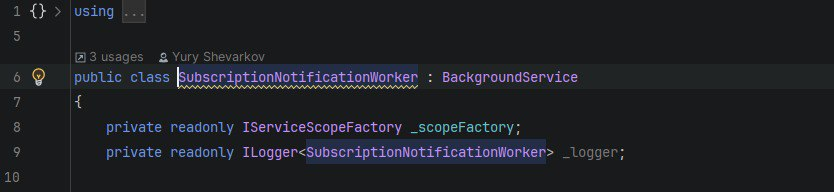 1 {} > using ...
5
3 usages Yury Shevarkov
6 public class SubscriptionNotificationWorker : BackgroundService
7 {
8 private readonly IServiceScopeFactory _scopeFactory;
9 private readonly ILogger<SubscriptionNotificationWorker> _logger;
10